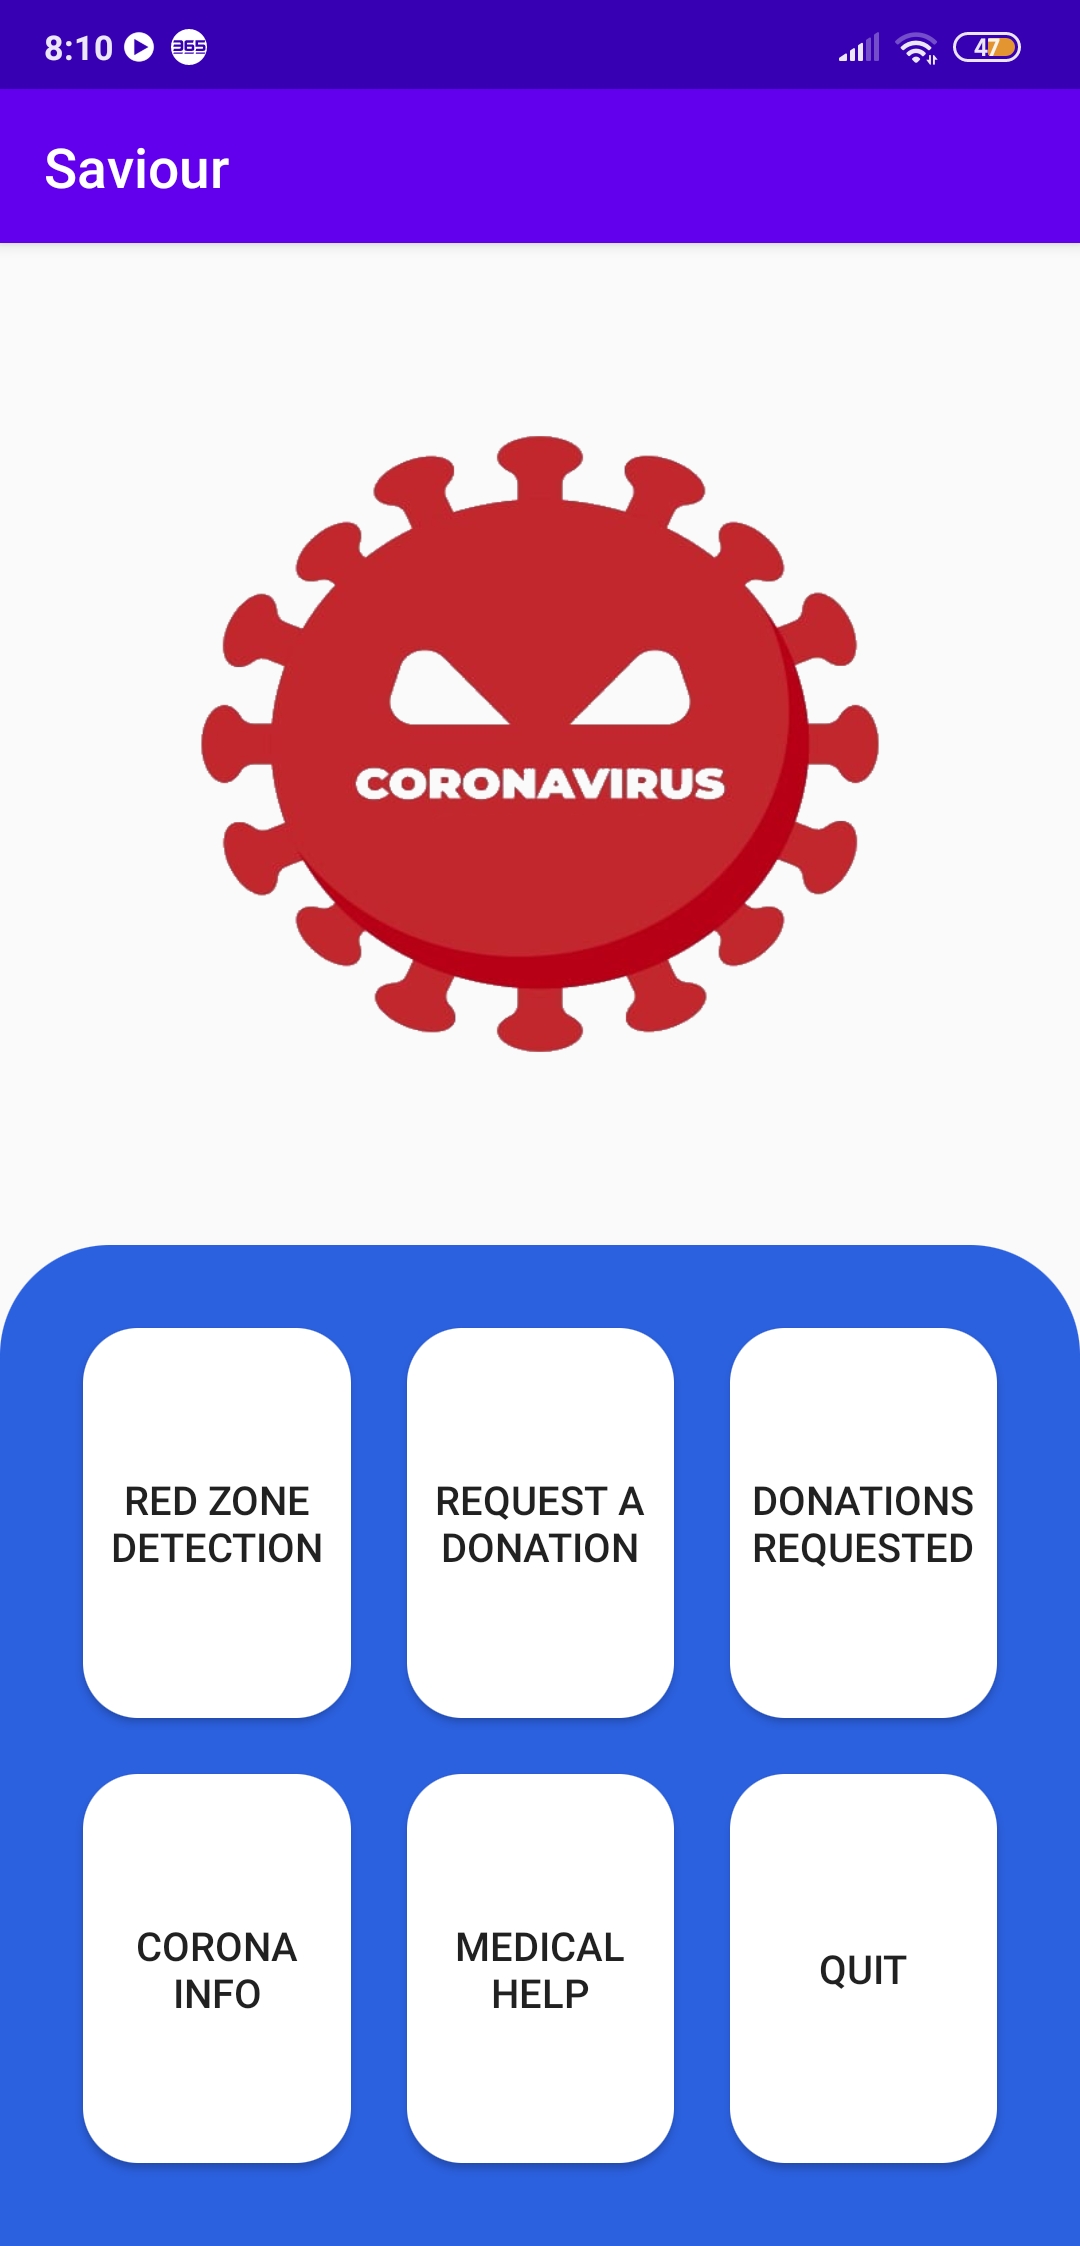 8:10 365 47
Saviour
CORONAVIRUS
RED ZONE
DETECTION
REQUEST A
DONATION
DONATIONS
REQUESTED
CORONA
INFO
MEDICAL
HELP
QUIT